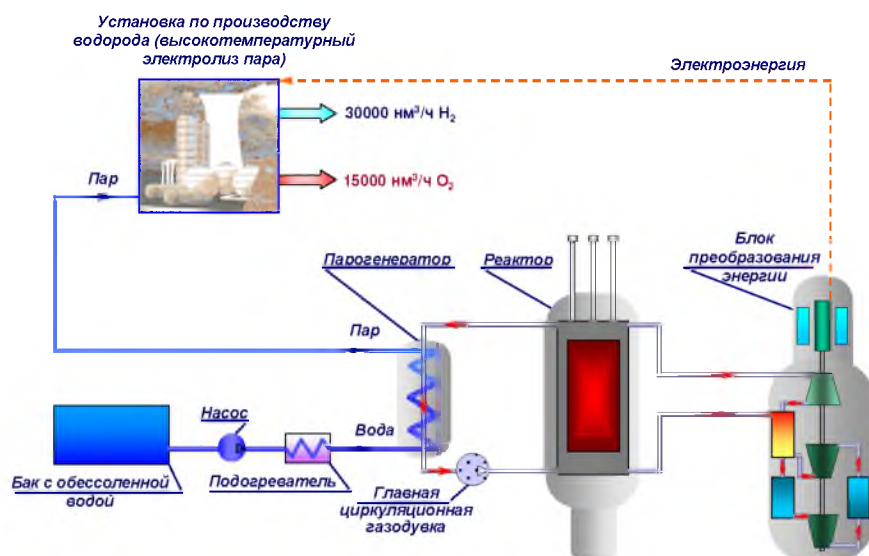 Установка по производству
водорода (высокотемпературный
электролиз пара)
Электроэнергия
30000 нм³/ч H₂
15000 нм³/ч O₂
Пар
Парогенератор
Реактор
Блок
преобразования
энергии
Пар
Насос
Вода
Бак с обессоленной
водой
Подогреватель
Главная
циркуляционная
газодувка